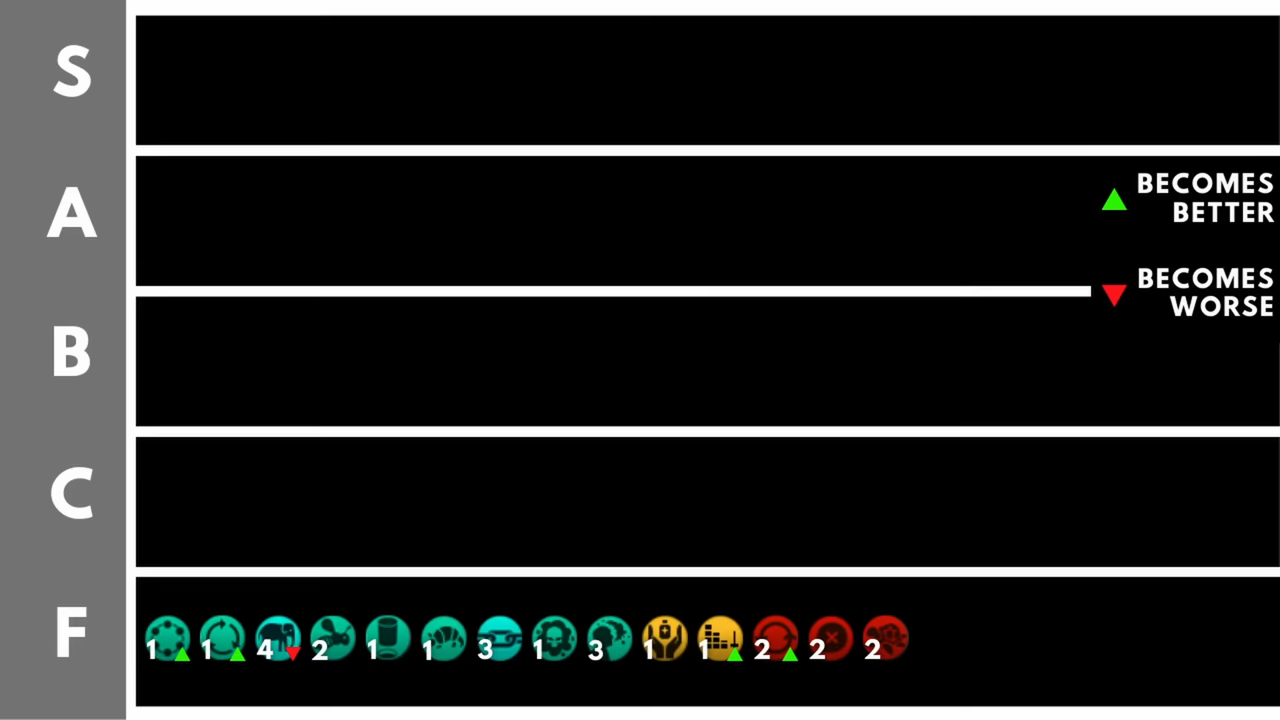 S
A
BECOMES
BETTER
BECOMES
WORSE
B
C
F
1 1 4 2 1 1 3 1 3 1 1 2 2 2